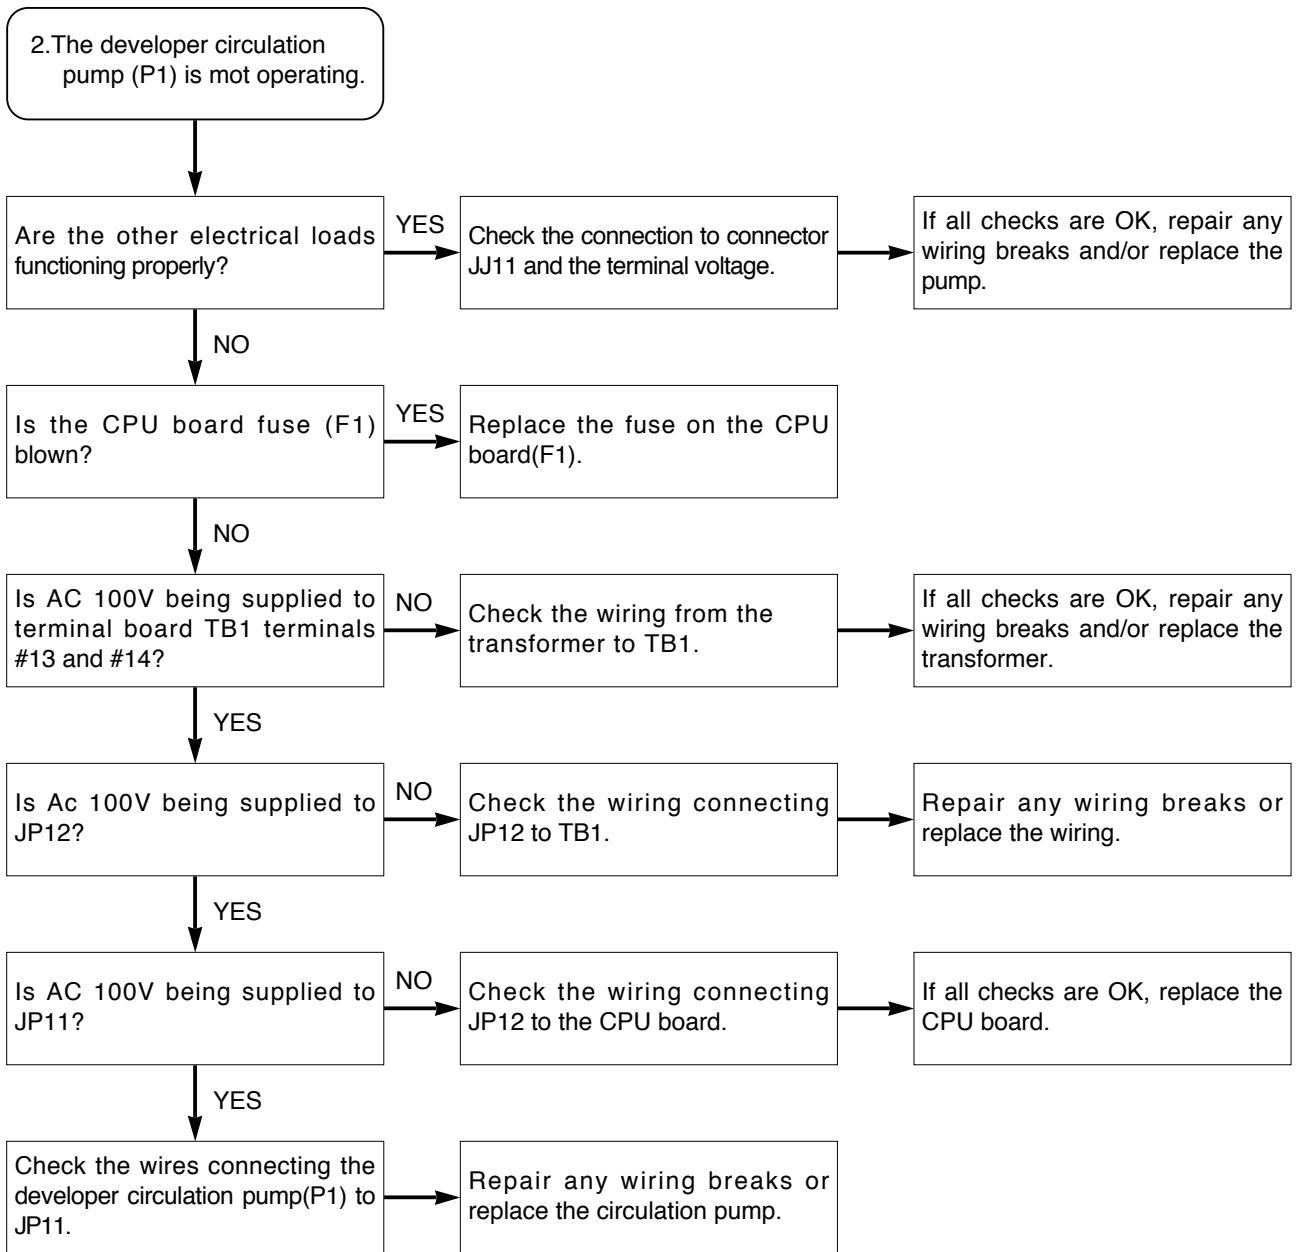 2.The developer circulation
pump (P1) is mot operating.
Are the other electrical loads
functioning properly?
YES
Check the connection to connector
JJ11 and the terminal voltage.
If all checks are OK, repair any
wiring breaks and/or replace the
pump.
NO
Is the CPU board fuse (F1)
blown?
YES
Replace the fuse on the CPU
board(F1).
NO
Is AC 100V being supplied to
terminal board TB1 terminals
#13 and #14?
NO
Check the wiring from the
transformer to TB1.
If all checks are OK, repair any
wiring breaks and/or replace the
transformer.
YES
Is Ac 100V being supplied to
JP12?
NO
Check the wiring connecting
JP12 to TB1.
Repair any wiring breaks or
replace the wiring.
YES
Is AC 100V being supplied to
JP11?
NO
Check the wiring connecting
JP12 to the CPU board.
If all checks are OK, replace the
CPU board.
YES
Check the wires connecting the
developer circulation pump(P1) to
JP11.
Repair any wiring breaks or
replace the circulation pump.